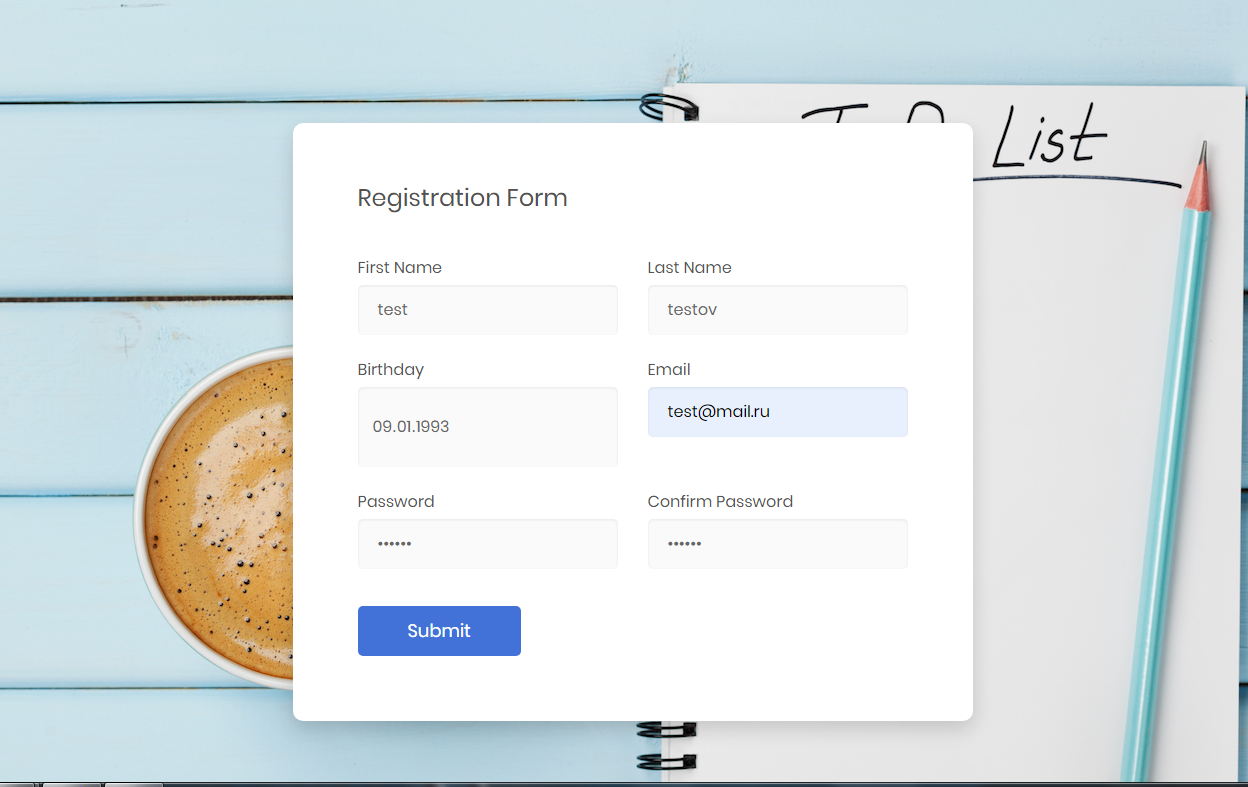 List
Registration Form
First Name Last Name
test testov
Birthday Email
09.01.1993 test@mail.ru
Password Confirm Password
•••••• ••••••
Submit